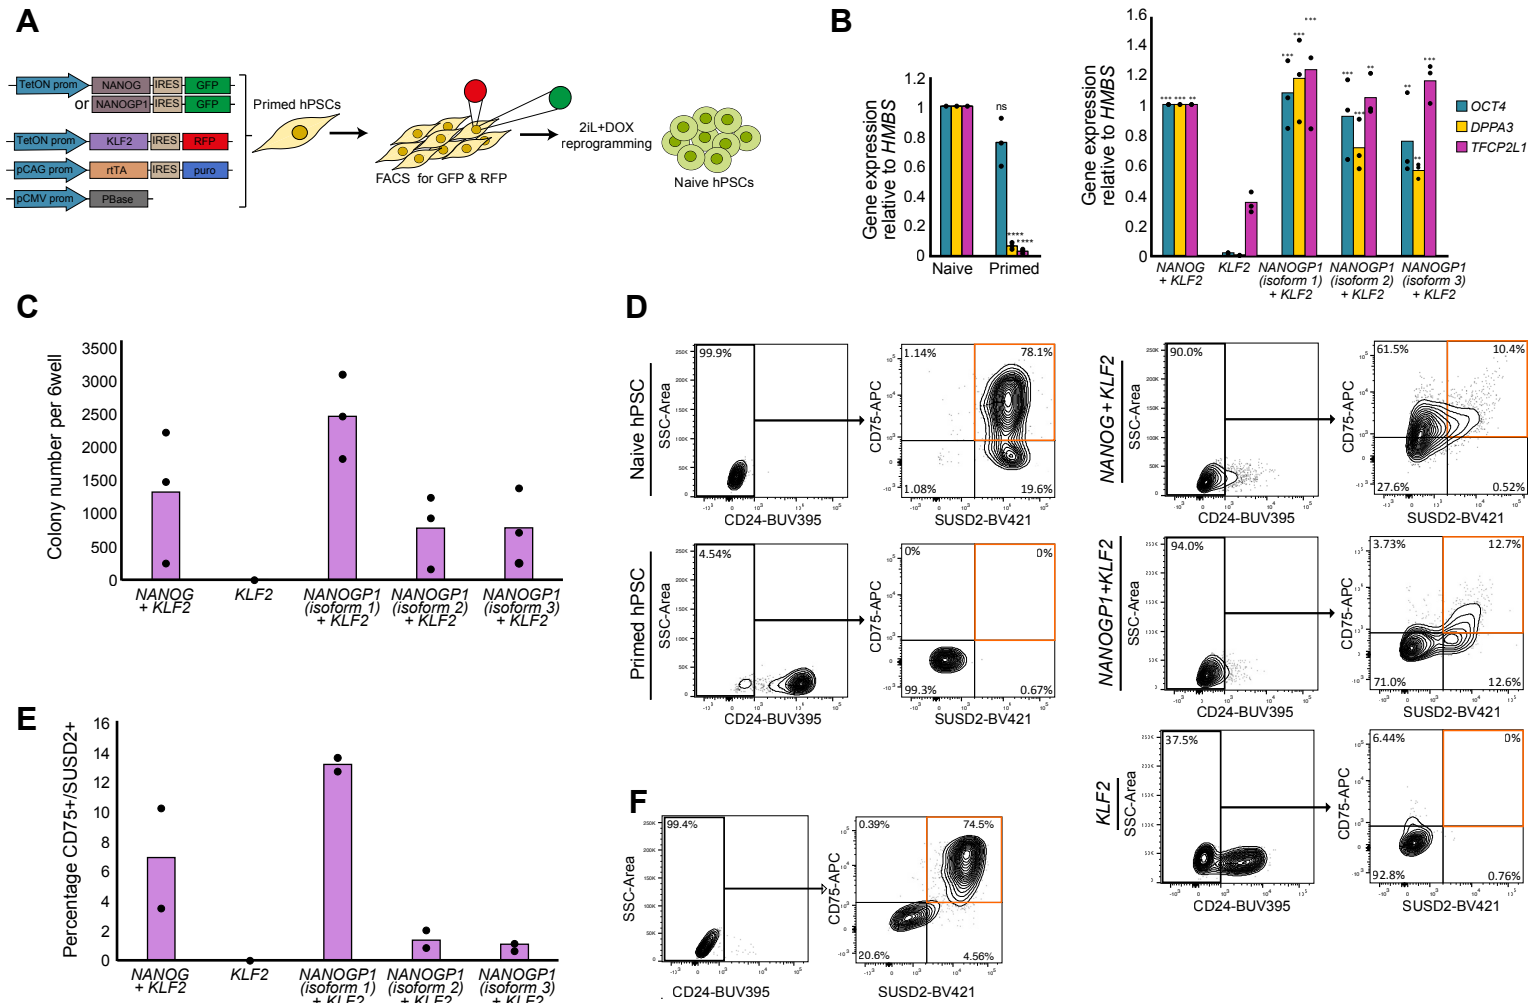 A
TetON prom
NANOG
IRES
GFP
or
NANOGP1
IRES
GFP
TetON prom
KLF2
IRES
RFP
pCAG prom
rtTA
IRES
puro
pCMV prom
PBase
Primed hPSCs
FACS for GFP & RFP
2iL+DOX
reprogramming
Naive hPSCs
B
Gene expression
relative to HMBS
1.2
1
0.8
0.6
0.4
0.2
0
ns
****
****
Naive
Primed
Gene expression
relative to HMBS
1.6
1.4
1.2
1
0.8
0.6
0.4
0.2
0
*** *** **
*** *** ***
*** *** **
** ** ***
NANOG
+ KLF2
KLF2
NANOGP1
(isoform 1)
+ KLF2
NANOGP1
(isoform 2)
+ KLF2
NANOGP1
(isoform 3)
+ KLF2
OCT4
DPPA3
TFCP2L1
C
Colony number per 6well
3500
3000
2500
2000
1500
1000
500
0
NANOG
+ KLF2
KLF2
NANOGP1
(isoform 1)
+ KLF2
NANOGP1
(isoform 2)
+ KLF2
NANOGP1
(isoform 3)
+ KLF2
D
Naive hPSC
SSC-Area
99.9%
CD24-BUV395
CD75-APC
1.14%
78.1%
1.08%
19.6%
SUSD2-BV421
Primed hPSC
SSC-Area
4.54%
CD24-BUV395
CD75-APC
0%
0%
99.3%
0.67%
SUSD2-BV421
NANOG+KLF2
SSC-Area
90.0%
CD24-BUV395
CD75-APC
61.5%
10.4%
27.6%
0.52%
SUSD2-BV421
NANOGP1+KLF2
SSC-Area
94.0%
CD24-BUV395
CD75-APC
3.73%
12.7%
71.0%
12.6%
SUSD2-BV421
KLF2
SSC-Area
37.5%
CD24-BUV395
CD75-APC
6.44%
0%
92.8%
0.76%
SUSD2-BV421
E
Percentage CD75+/SUSD2+
16
14
12
10
8
6
4
2
0
NANOG
+ KLF2
KLF2
NANOGP1
(isoform 1)
+ KLF2
NANOGP1
(isoform 2)
+ KLF2
NANOGP1
(isoform 3)
+ KLF2
F
SSC-Area
99.4%
CD24-BUV395
CD75-APC
0.39%
74.5%
20.6%
4.56%
SUSD2-BV421